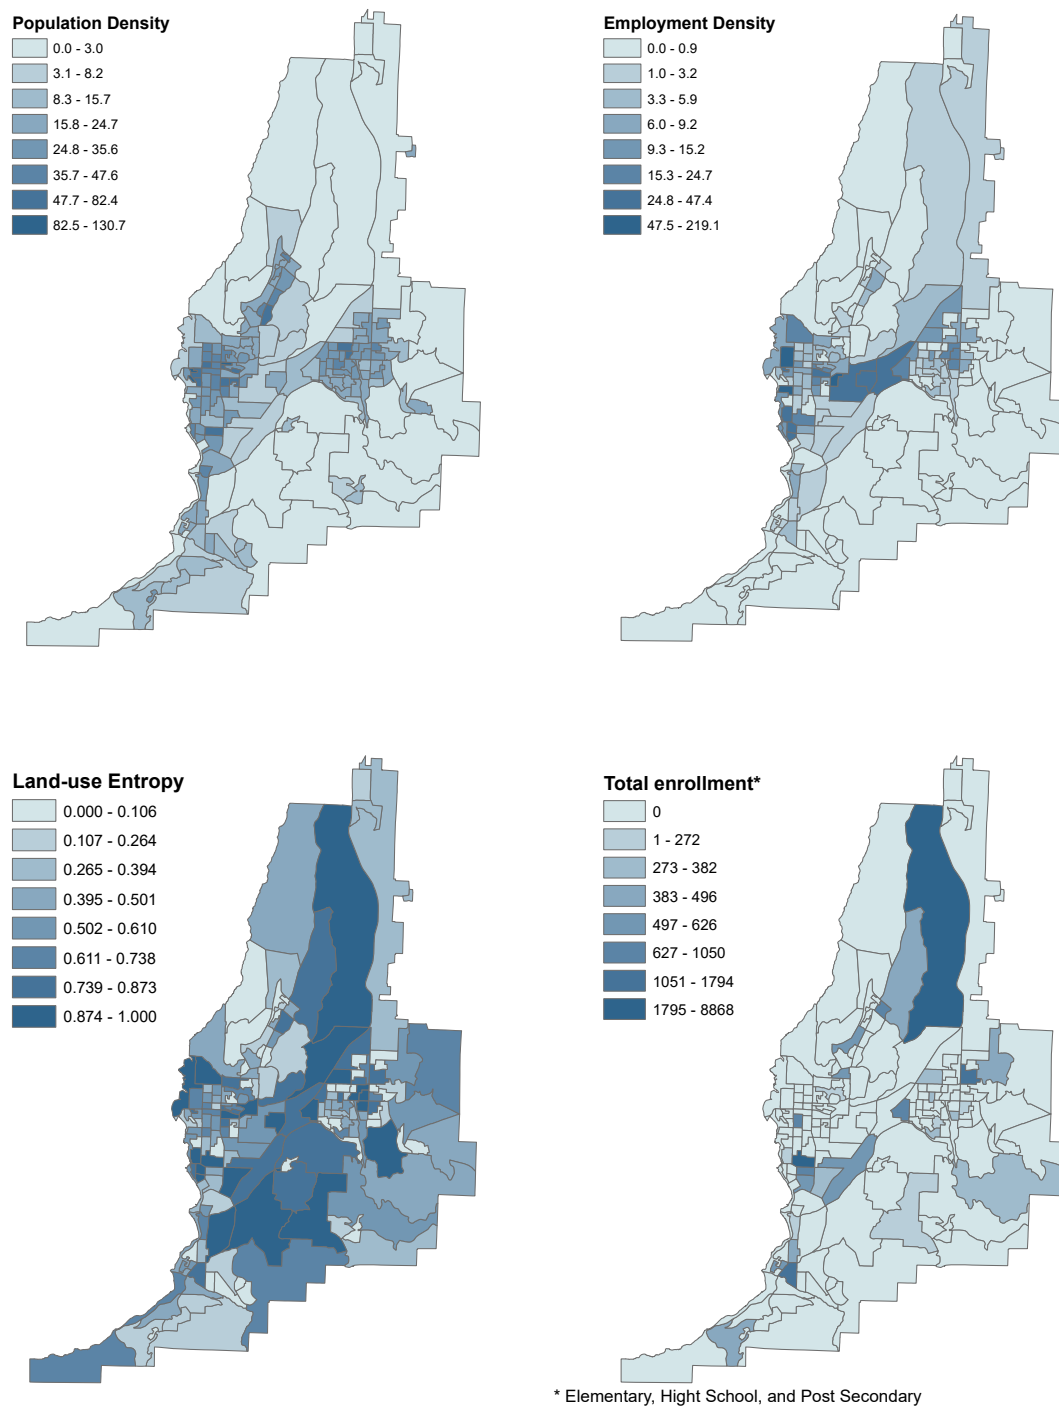 Population Density
0.0 - 3.0
3.1 - 8.2
8.3 - 15.7
15.8 - 24.7
24.8 - 35.6
35.7 - 47.6
47.7 - 82.4
82.5 - 130.7
Employment Density
0.0 - 0.9
1.0 - 3.2
3.3 - 5.9
6.0 - 9.2
9.3 - 15.2
15.3 - 24.7
24.8 - 47.4
47.5 - 219.1
Land-use Entropy
0.000 - 0.106
0.107 - 0.264
0.265 - 0.394
0.395 - 0.501
0.502 - 0.610
0.611 - 0.738
0.739 - 0.873
0.874 - 1.000
Total enrollment*
0
1 - 272
273 - 382
383 - 496
497 - 626
627 - 1050
1051 - 1794
1795 - 8868
* Elementary, Hight School, and Post Secondary